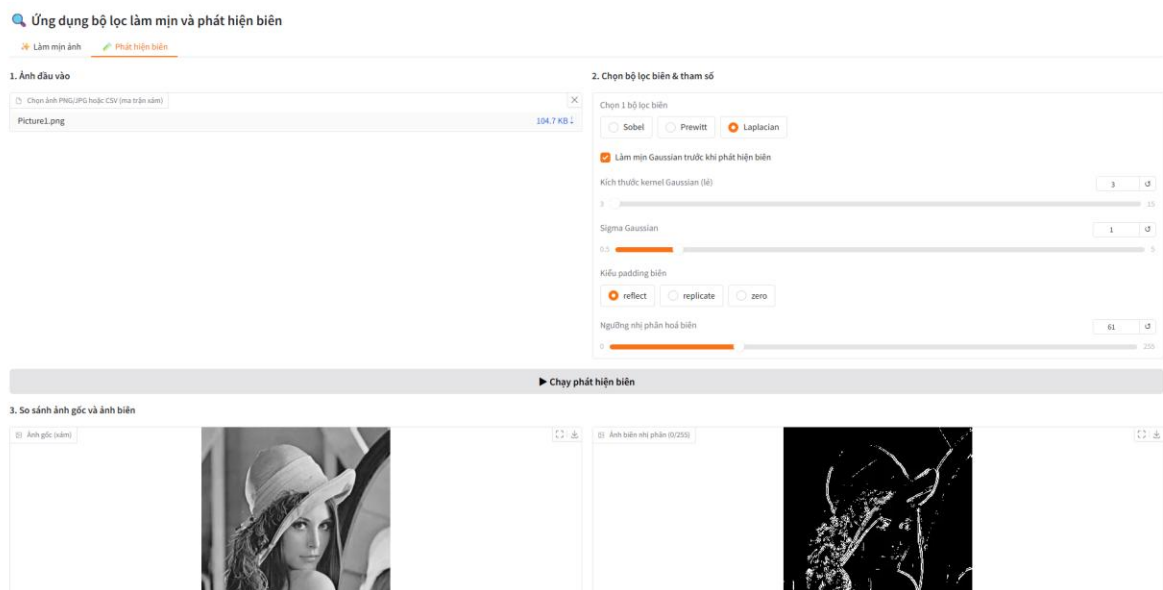 Ứng dụng bộ lọc làm mịn và phát hiện biên
Làm mịn ảnh
Phát hiện biên
1. Ảnh đầu vào
Chọn ảnh PNG/JPG hoặc CSV (ma trận xám)
Picture1.png
104.7 KB ↓
2. Chọn bộ lọc biên & tham số
Chọn 1 bộ lọc biên
Sobel
Prewitt
Laplacian
Làm mịn Gaussian trước khi phát hiện biên
Kích thước kernel Gaussian (lẻ)
3
3
15
Sigma Gaussian
1
0.5
5
Kiểu padding biên
reflect
replicate
zero
Ngưỡng nhị phân hoá biên
61
0
255
Chạy phát hiện biên
3. So sánh ảnh gốc và ảnh biên
Ảnh gốc (xám)
Ảnh biên nhị phân (0/255)